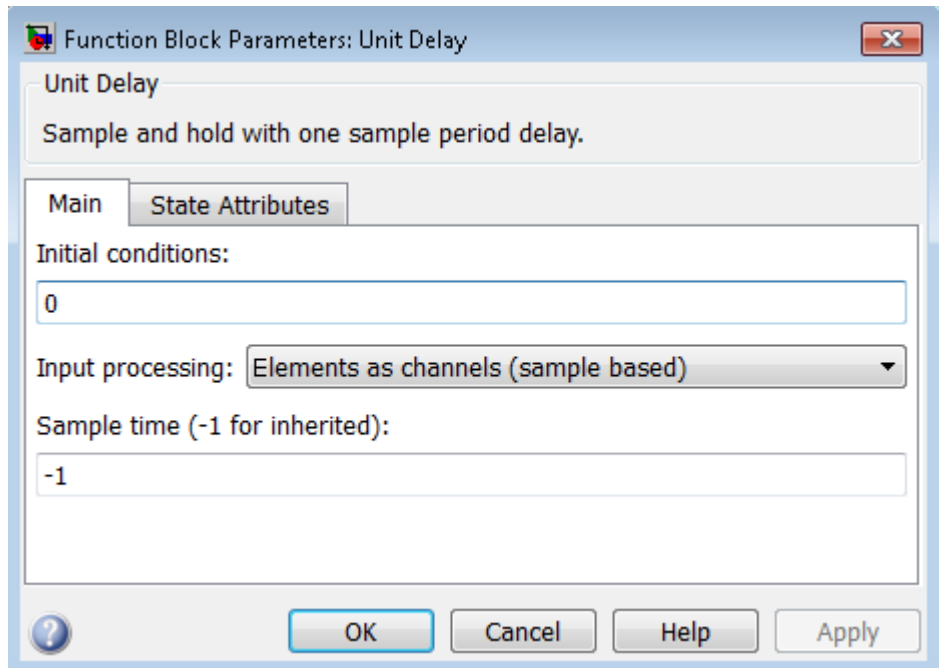 Function Block Parameters: Unit Delay
Unit Delay
Sample and hold with one sample period delay.
Main State Attributes
Initial conditions:
0
Input processing: Elements as channels (sample based)
Sample time (-1 for inherited):
-1
? OK Cancel Help Apply